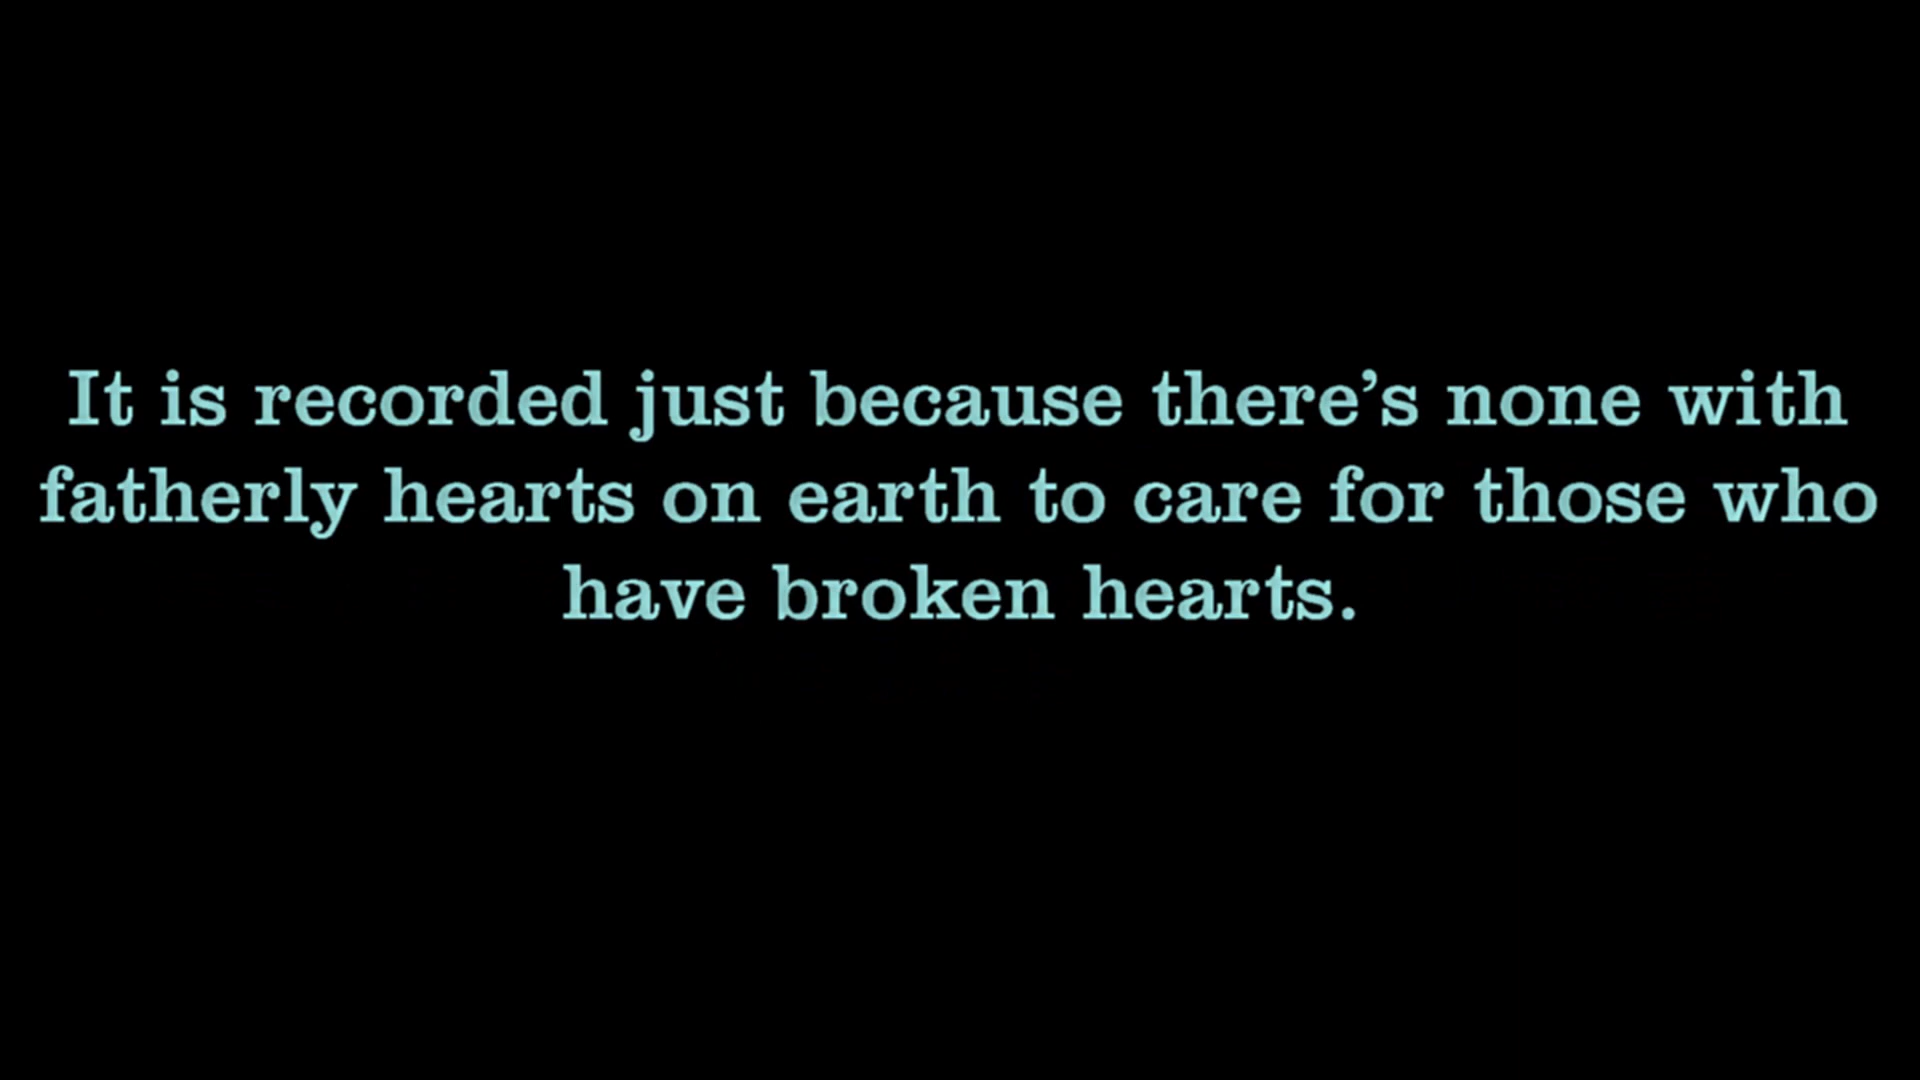 It is recorded just because there’s none with
fatherly hearts on earth to care for those who
have broken hearts.